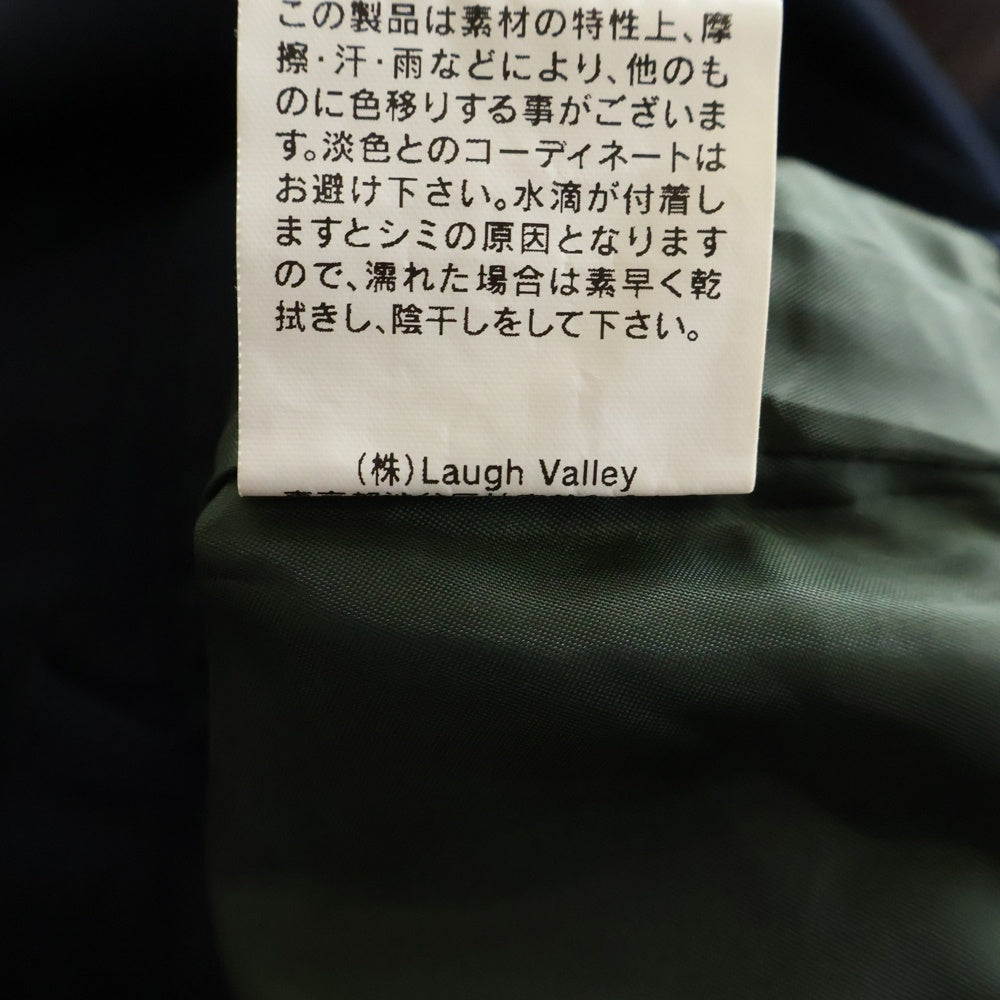 この製品は素材の特性上、摩
擦・汗・雨などにより、他のも
のに色移りする事がございま
す。淡色とのコーディネートは
お避け下さい。水滴が付着し
ますとシミの原因となります
ので、濡れた場合は素早く乾
拭きし、陰干しをして下さい。
(株)Laugh Valley